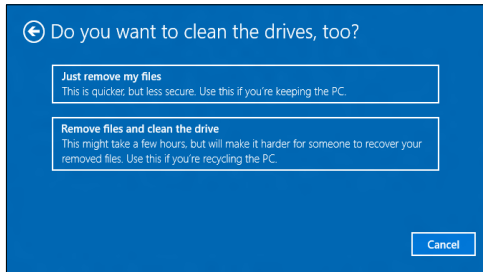 Do you want to clean the drives, too?
Just remove my files
This is quicker, but less secure. Use this if you're keeping the PC.
Remove files and clean the drive
This might take a few hours, but will make it harder for someone to recover your
removed files. Use this if you're recycling the PC.
Cancel